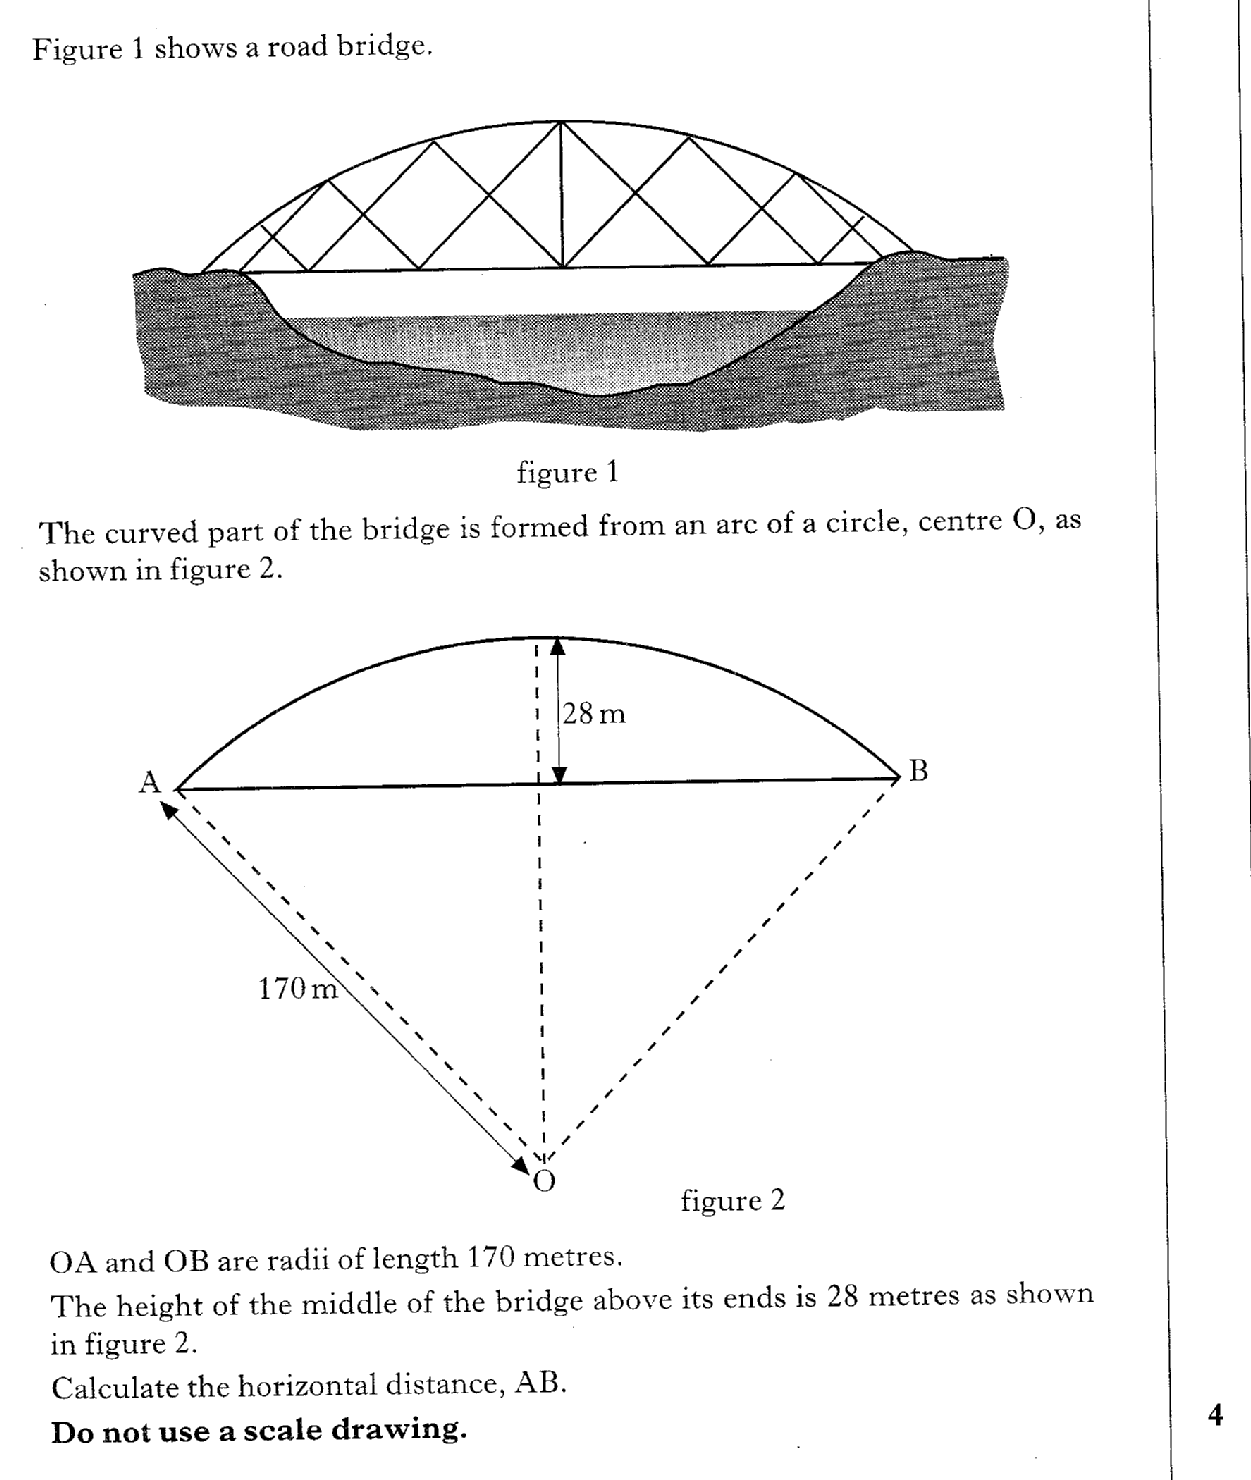 Figure 1 shows a road bridge.
figure 1
The curved part of the bridge is formed from an arc of a circle, centre O, as
shown in figure 2.
28 m
A
B
170 m
O
figure 2
OA and OB are radii of length 170 metres.
The height of the middle of the bridge above its ends is 28 metres as shown
in figure 2.
Calculate the horizontal distance, AB.
Do not use a scale drawing.
4